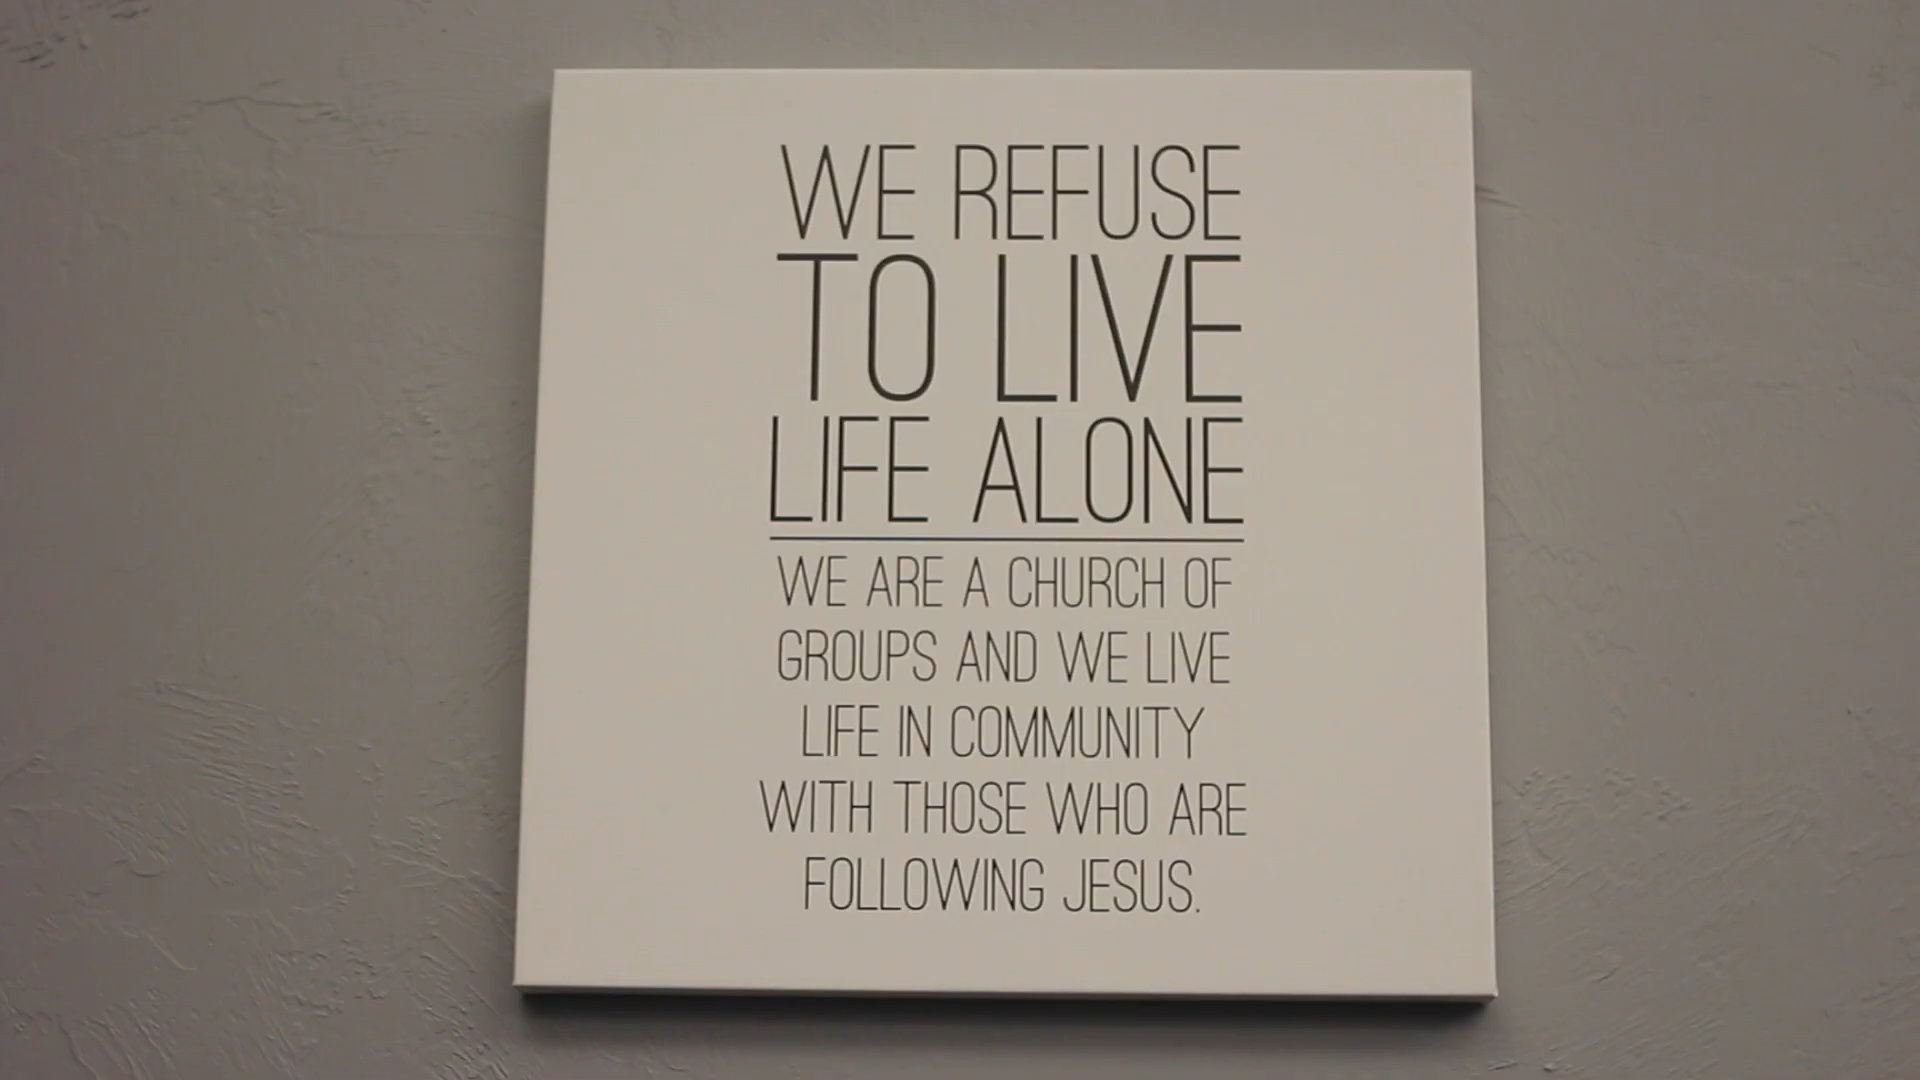 WE REFUSE
TO LIVE
LIFE ALONE
WE ARE A CHURCH OF
GROUPS AND WE LIVE
LIFE IN COMMUNITY
WITH THOSE WHO ARE
FOLLOWING JESUS.